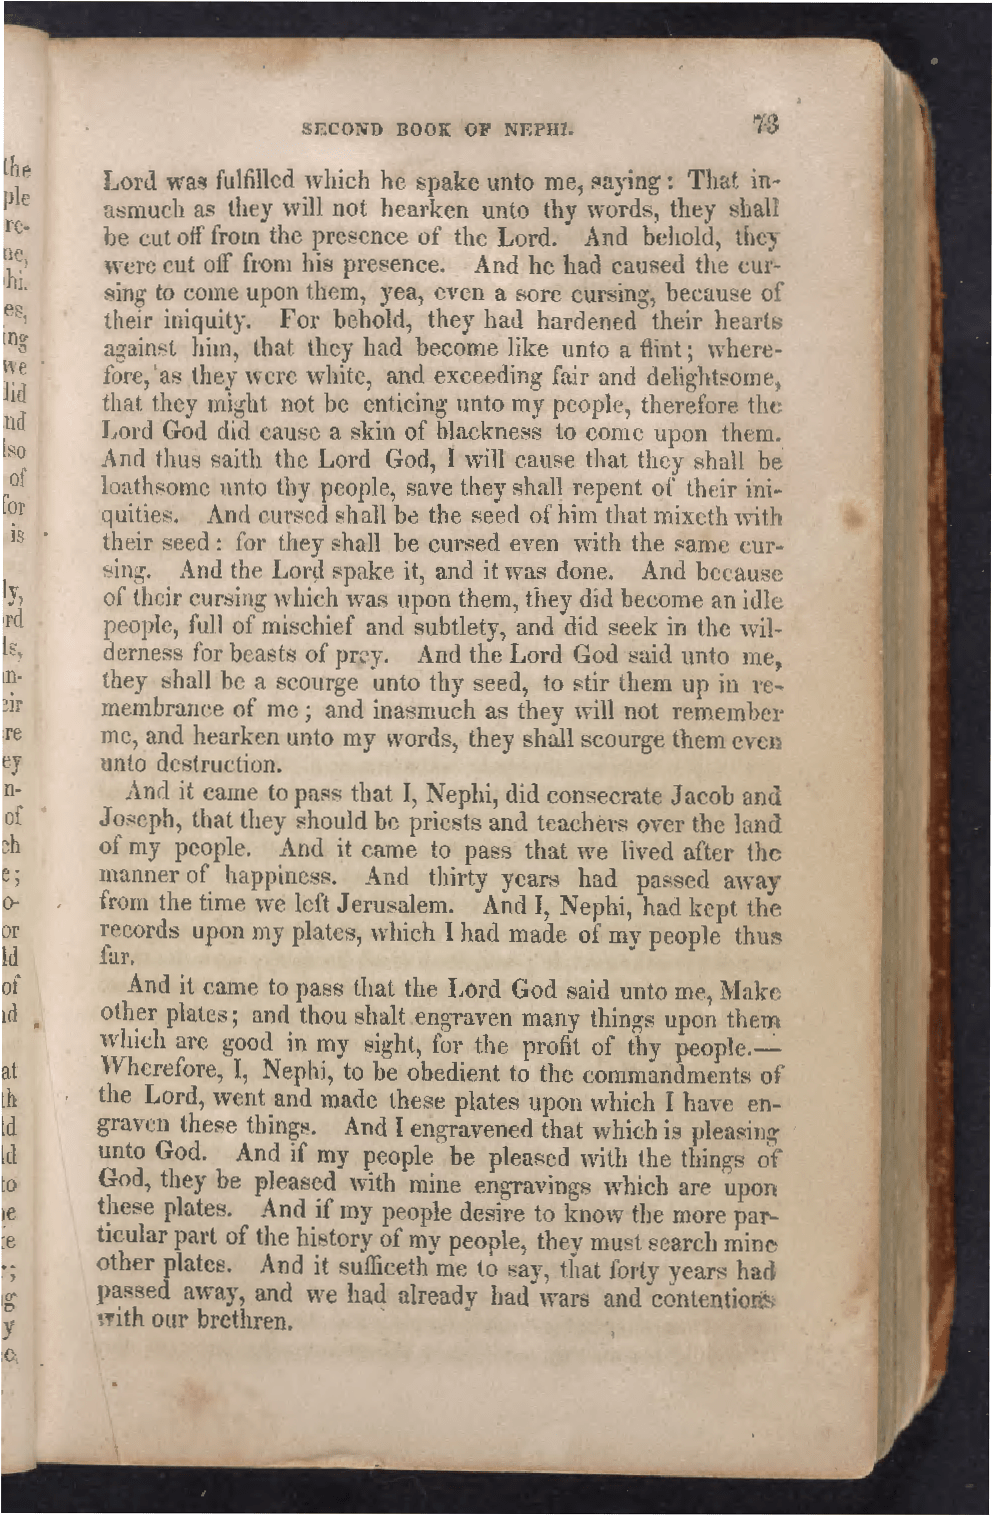 SECOND BOOK OF NEPHI. 73
Lord was fulfilled which he spake unto me, saying: That in-
asmuch as they will not hearken unto thy words, they shall
be cut off from the presence of the Lord. And behold, they
were cut off from his presence. And he had caused the cur-
sing to come upon them, yea, even a sore cursing, because of
their iniquity. For behold, they had hardened their hearts
against him, that they had become like unto a flint; where-
fore, as they were white, and exceeding fair and delightsome,
that they might not be enticing unto my people, therefore the
Lord God did cause a skin of blackness to come upon them.
And thus saith the Lord God, I will cause that they shall be
loathsome unto thy people, save they shall repent of their ini-
quities. And cursed shall be the seed of him that mixeth with
their seed: for they shall be cursed even with the same cur-
sing. And the Lord spake it, and it was done. And because
of their cursing which was upon them, they did become an idle
people, full of mischief and subtlety, and did seek in the wil-
derness for beasts of prey. And the Lord God said unto me,
they shall be a scourge unto thy seed, to stir them up in re-
membrance of me; and inasmuch as they will not remember
me, and hearken unto my words, they shall scourge them even
unto destruction.
And it came to pass that I, Nephi, did consecrate Jacob and
Joseph, that they should be priests and teachers over the land
of my people. And it came to pass that we lived after the
manner of happiness. And thirty years had passed away
from the time we left Jerusalem. And I, Nephi, had kept the
records upon my plates, which I had made of my people thus
far.
And it came to pass that the Lord God said unto me, Make
other plates; and thou shalt engraven many things upon them
which are good in my sight, for the profit of thy people.—
Wherefore, I, Nephi, to be obedient to the commandments of
the Lord, went and made these plates upon which I have en-
graven these things. And I engravened that which is pleasing
unto God. And if my people be pleased with the things of
God, they be pleased with mine engravings which are upon
these plates. And if my people desire to know the more par-
ticular part of the history of my people, they must search mine
other plates. And it sufficeth me to say, that forty years had
passed away, and we had already had wars and contentions
with our brethren.